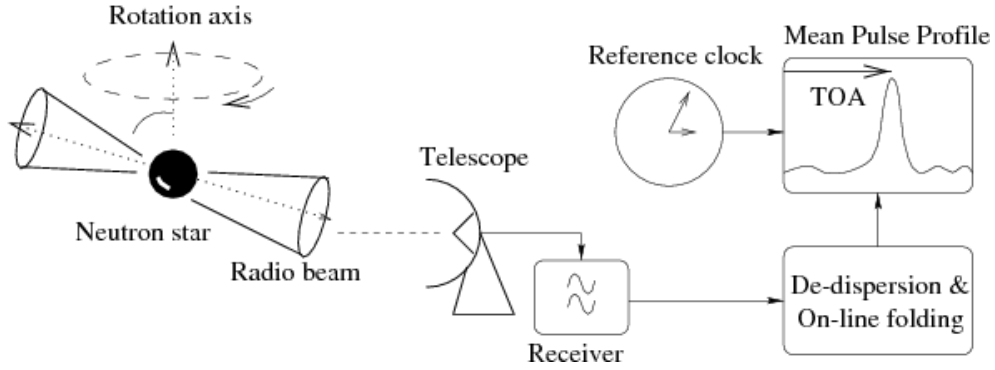 Rotation axis
Mean Pulse Profile
Reference clock
TOA
Telescope
Neutron star
Radio beam
De-dispersion &
On-line folding
Receiver